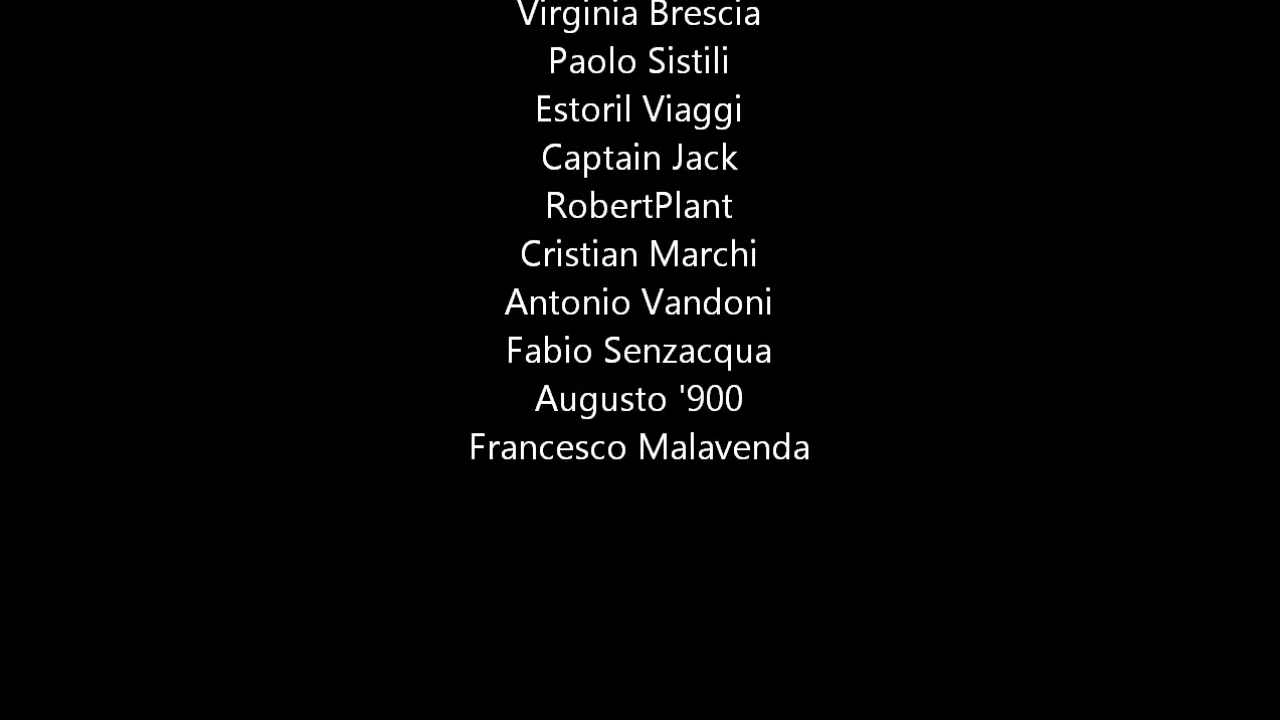 Virginia Brescia
Paolo Sistili
Estoril Viaggi
Captain Jack
RobertPlant
Cristian Marchi
Antonio Vandoni
Fabio Senzacqua
Augusto '900
Francesco Malavenda